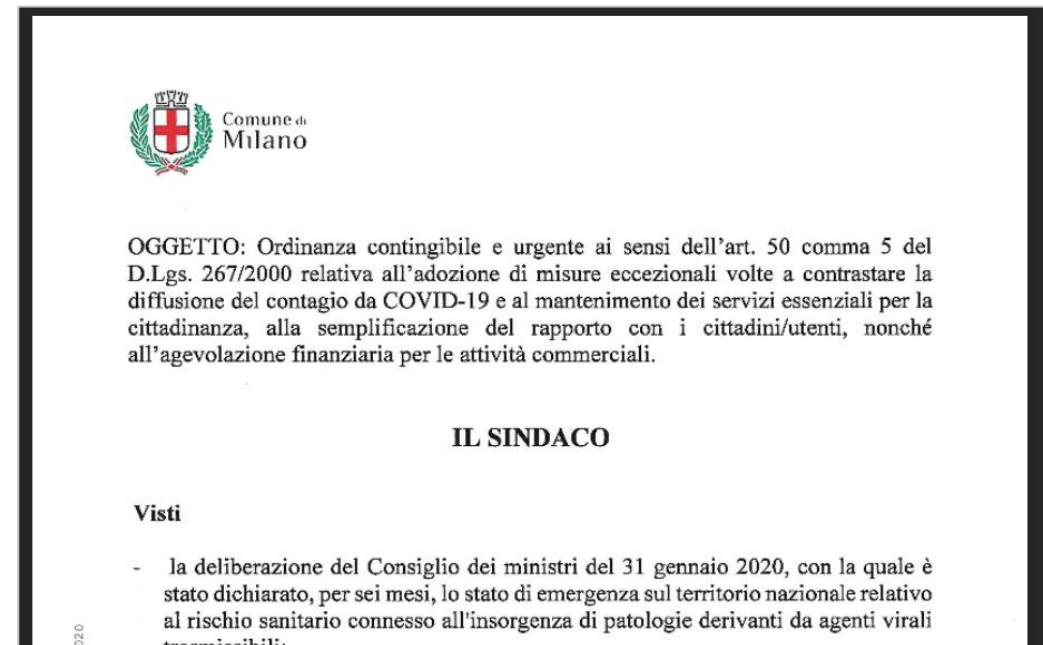 Comune di
Milano
OGGETTO: Ordinanza contingibile e urgente ai sensi dell'art. 50 comma 5 del
D.Lgs. 267/2000 relativa all'adozione di misure eccezionali volte a contrastare la
diffusione del contagio da COVID-19 e al mantenimento dei servizi essenziali per la
cittadinanza, alla semplificazione del rapporto con i cittadini/utenti, nonché
all'agevolazione finanziaria per le attività commerciali.
IL SINDACO
Visti
- la deliberazione del Consiglio dei ministri del 31 gennaio 2020, con la quale è
stato dichiarato, per sei mesi, lo stato di emergenza sul territorio nazionale relativo
al rischio sanitario connesso all'insorgenza di patologie derivanti da agenti virali